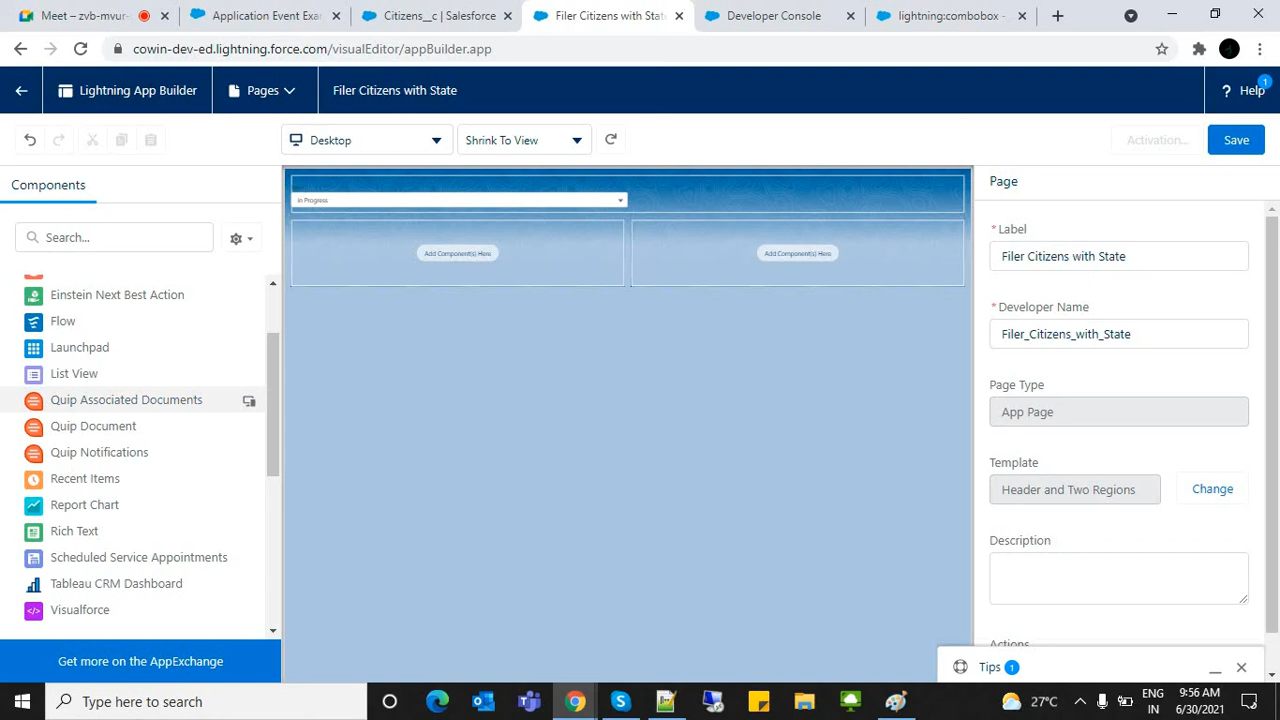 Meet – zvb-mvur-
Application Event Exa
Citizens__c | Salesforce
Filer Citizens with Stat
Developer Console
lightning:combobox -
cowin-dev-ed.lightning.force.com/visualEditor/appBuilder.app
Lightning App Builder
Pages
Filer Citizens with State
? Help
1
Desktop
Shrink To View
Activation...
Save
Components
Search...
Einstein Next Best Action
Flow
Launchpad
List View
Quip Associated Documents
Quip Document
Quip Notifications
Recent Items
Report Chart
Rich Text
Scheduled Service Appointments
Tableau CRM Dashboard
Visualforce
Get more on the AppExchange
In Progress
Add Component(s) Here
Add Component(s) Here
Page
* Label
Filer Citizens with State
* Developer Name
Filer_Citizens_with_State
Page Type
App Page
Template
Header and Two Regions
Change
Description
Actions
Tips 1
Type here to search
27°C
ENG
IN
9:56 AM
6/30/2021